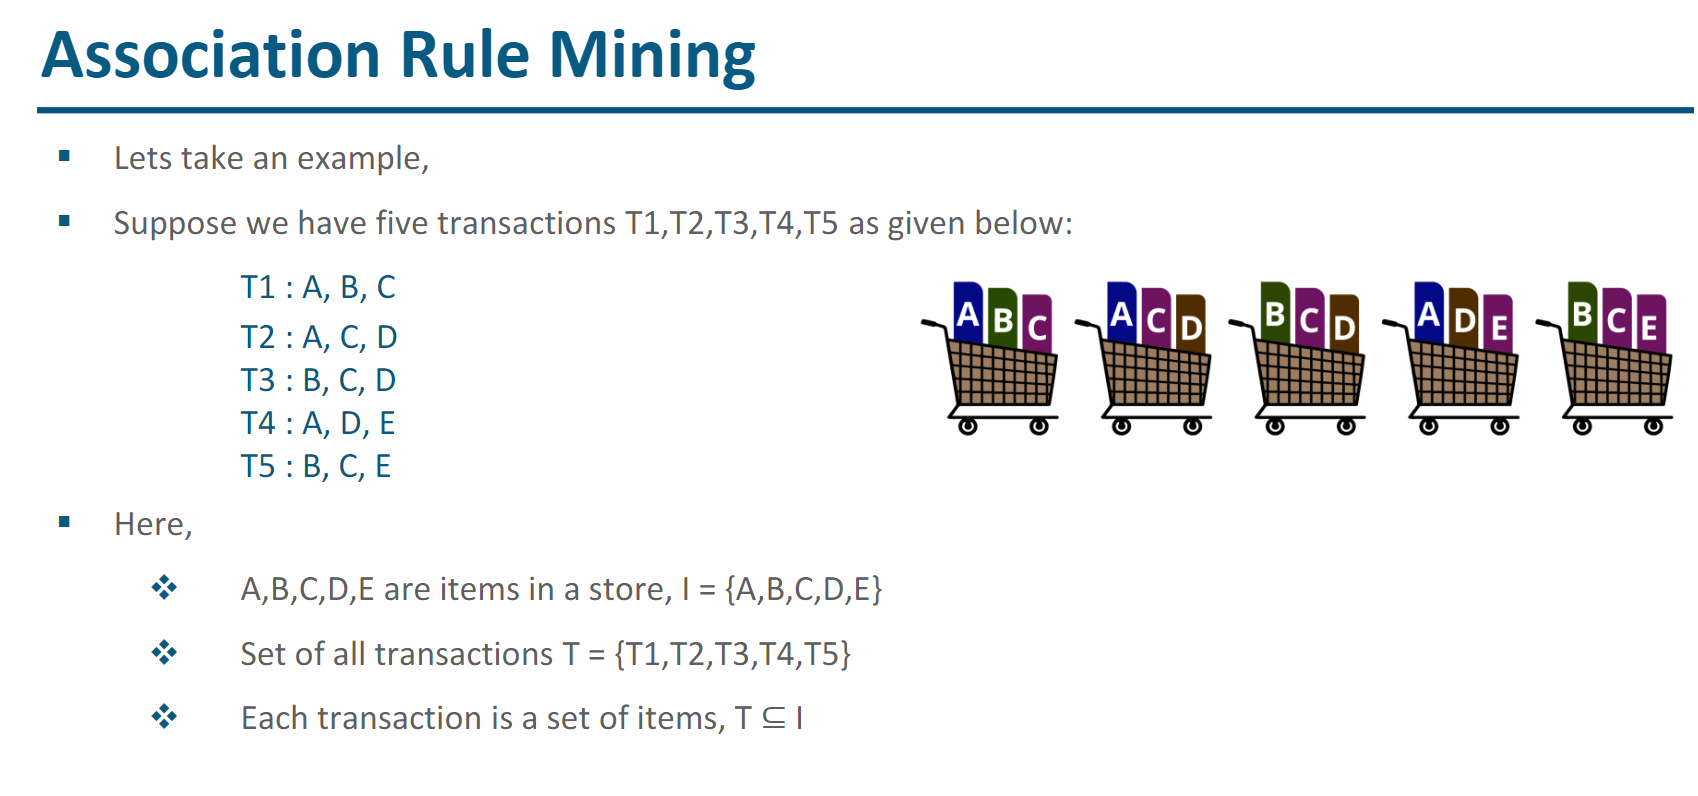 Association Rule Mining
Lets take an example,
Suppose we have five transactions T1,T2,T3,T4,T5 as given below:
T1 : A, B, C
T2 : A, C, D
T3 : B, C, D
T4 : A, D, E
T5 : B, C, E
A B C
A C D
B C D
A D E
B C E
Here,
A,B,C,D,E are items in a store, I = {A,B,C,D,E}
Set of all transactions T = {T1,T2,T3,T4,T5}
Each transaction is a set of items, T ⊆ I